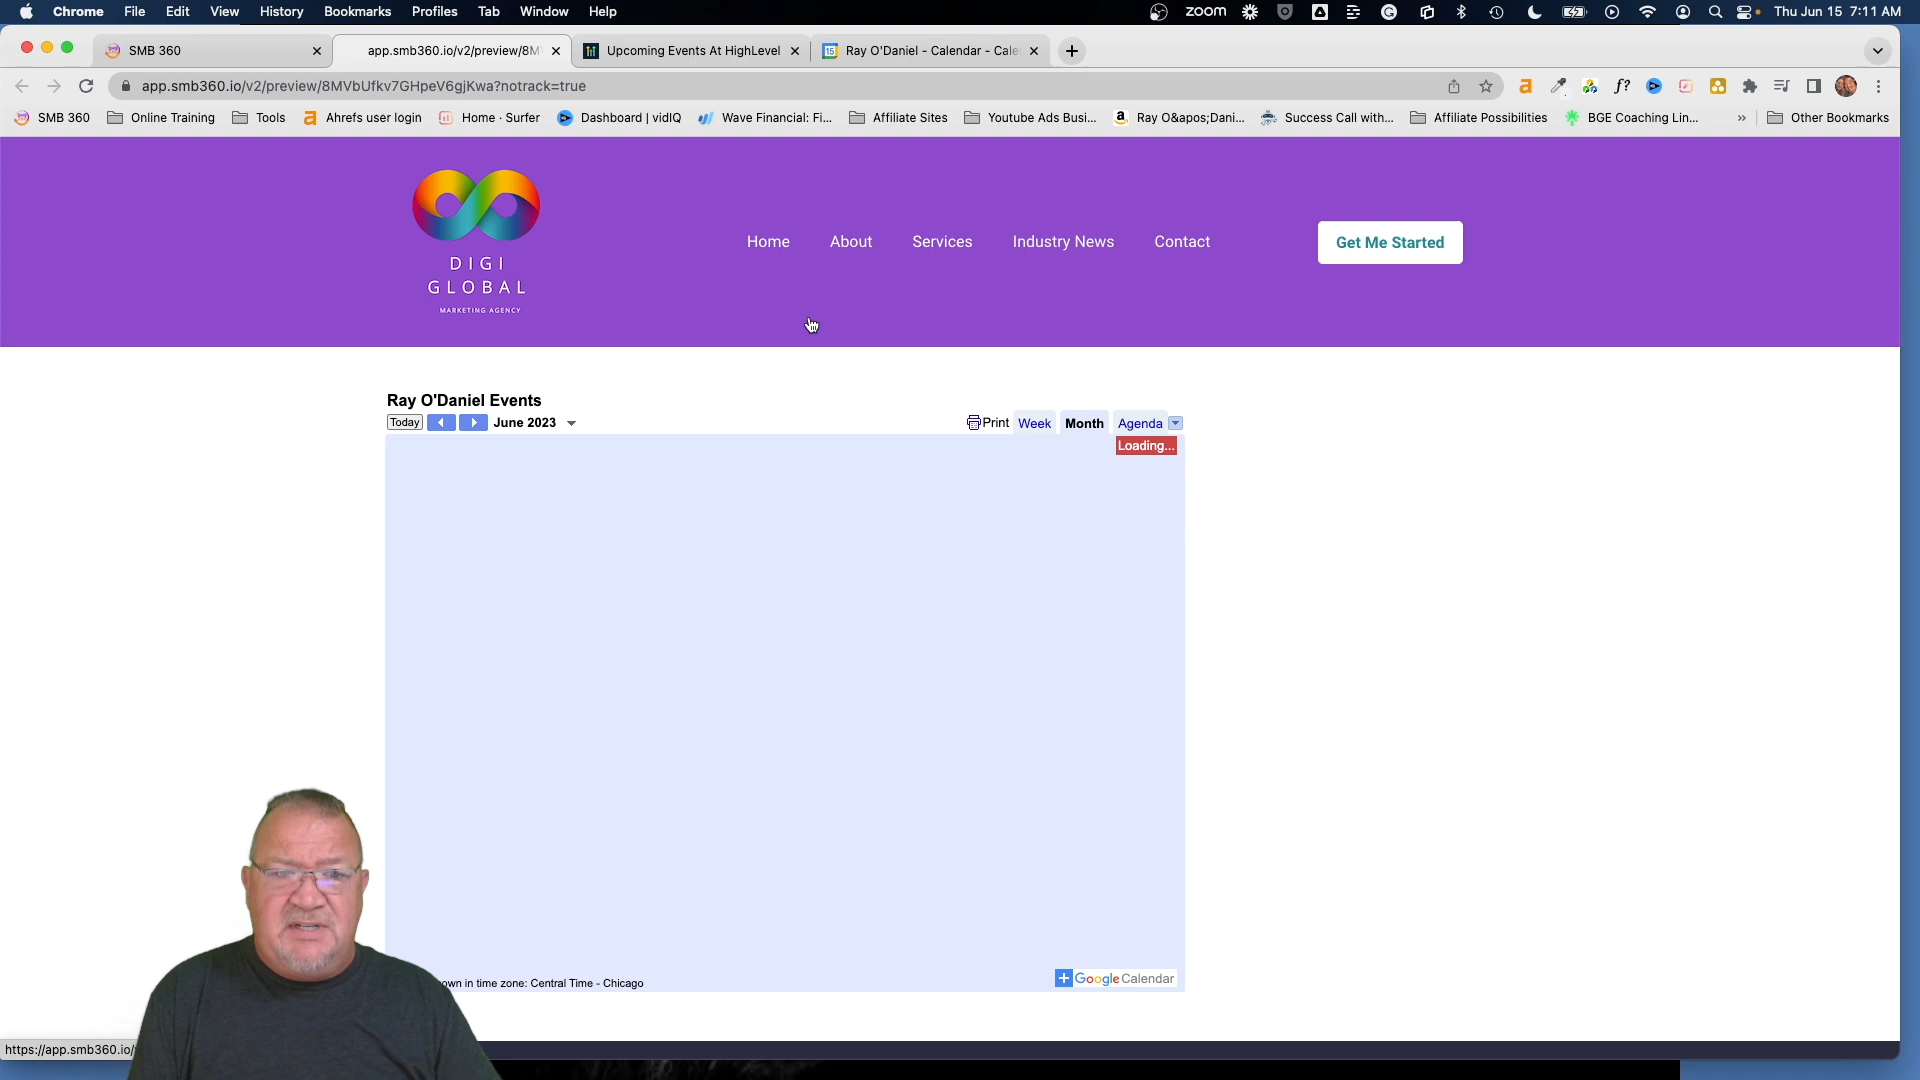 Chrome File Edit View History Bookmarks Profiles Tab Window Help zoom Thu Jun 15 7:11 AM
SMB 360 app.smb360.io/v2/preview/8M Upcoming Events At HighLevel Ray O'Daniel - Calendar - Cale
app.smb360.io/v2/preview/8MVbUfkv7GHpeV6gjKwa?notrack=true f?
SMB 360 Online Training Tools Ahrefs user login Home · Surfer Dashboard | vidIQ Wave Financial: Fi... Affiliate Sites Youtube Ads Busi... Ray O&apos;Dani... Success Call with... Affiliate Possibilities BGE Coaching Lin... » Other Bookmarks
Home About Services Industry News Contact Get Me Started
DIGI
GLOBAL
MARKETING AGENCY
Ray O'Daniel Events
Today June 2023 Print Week Month Agenda
Loading...
own in time zone: Central Time - Chicago
Google Calendar
https://app.smb360.io/